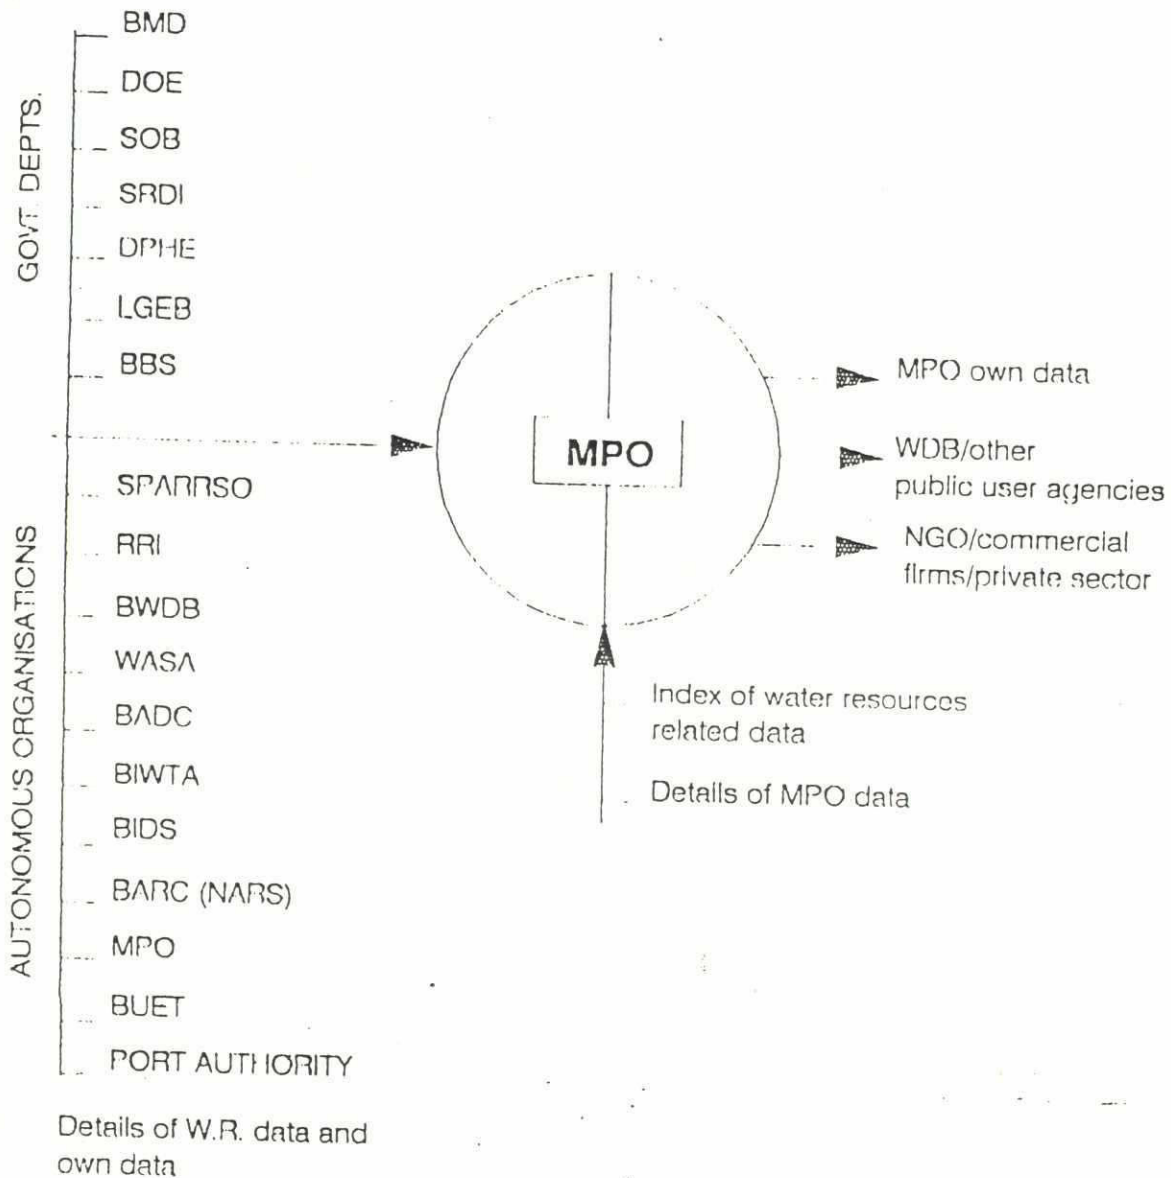 GOVT. DEPTS.
BMD
DOE
SOB
SRDI
DPHE
LGEB
BBS
AUTONOMOUS ORGANISATIONS
SPARRSO
RRI
BWDB
WASA
BADC
BIWTA
BIDS
BARC (NARS)
MPO
BUET
PORT AUTHORITY
Details of W.R. data and
own data
MPO
MPO own data
WDB/other
public user agencies
NGO/commercial
firms/private sector
Index of water resources
related data
Details of MPO data